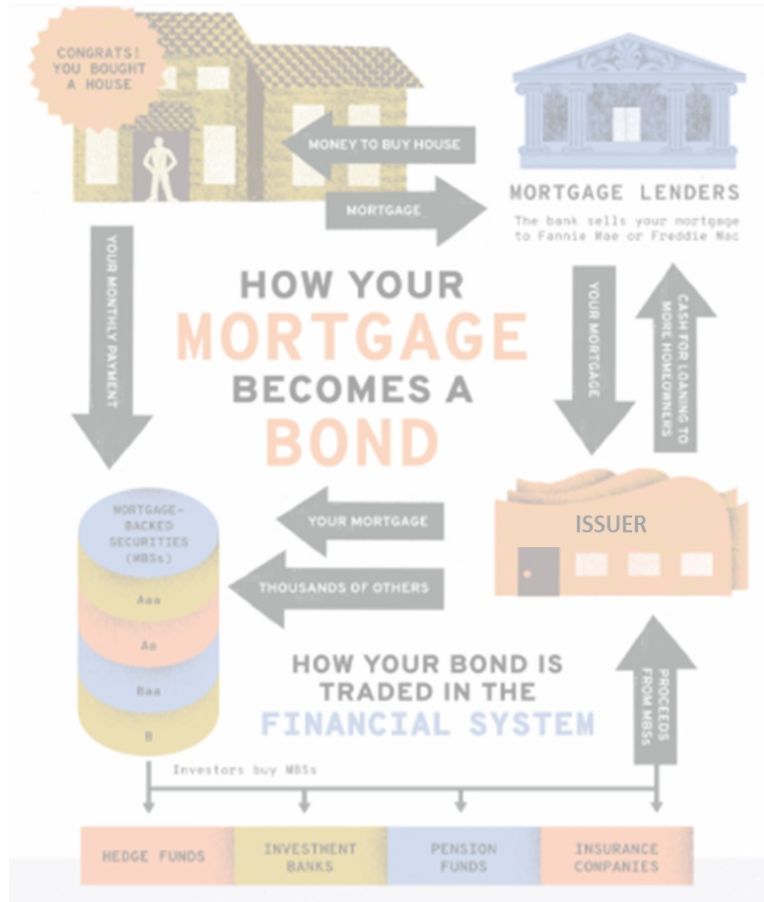 CONGRATS!
YOU BOUGHT
A HOUSE
MONEY TO BUY HOUSE
MORTGAGE
MORTGAGE LENDERS
The bank sells your mortgage
to Fannie Mae or Freddie Mac
YOUR MONTHLY PAYMENT
HOW YOUR
MORTGAGE
BECOMES A
BOND
YOUR MORTGAGE
CASH FOR LOANING TO
MORE HOMEOWNERS
MORTGAGE-
BACKED
SECURITIES
(MBSs)
Aaa
Aa
Baa
B
YOUR MORTGAGE
THOUSANDS OF OTHERS
ISSUER
HOW YOUR BOND IS
TRADED IN THE
FINANCIAL SYSTEM
PROCEEDS
FROM MBSs
Investors buy MBSs
HEDGE FUNDS
INVESTMENT
BANKS
PENSION
FUNDS
INSURANCE
COMPANIES